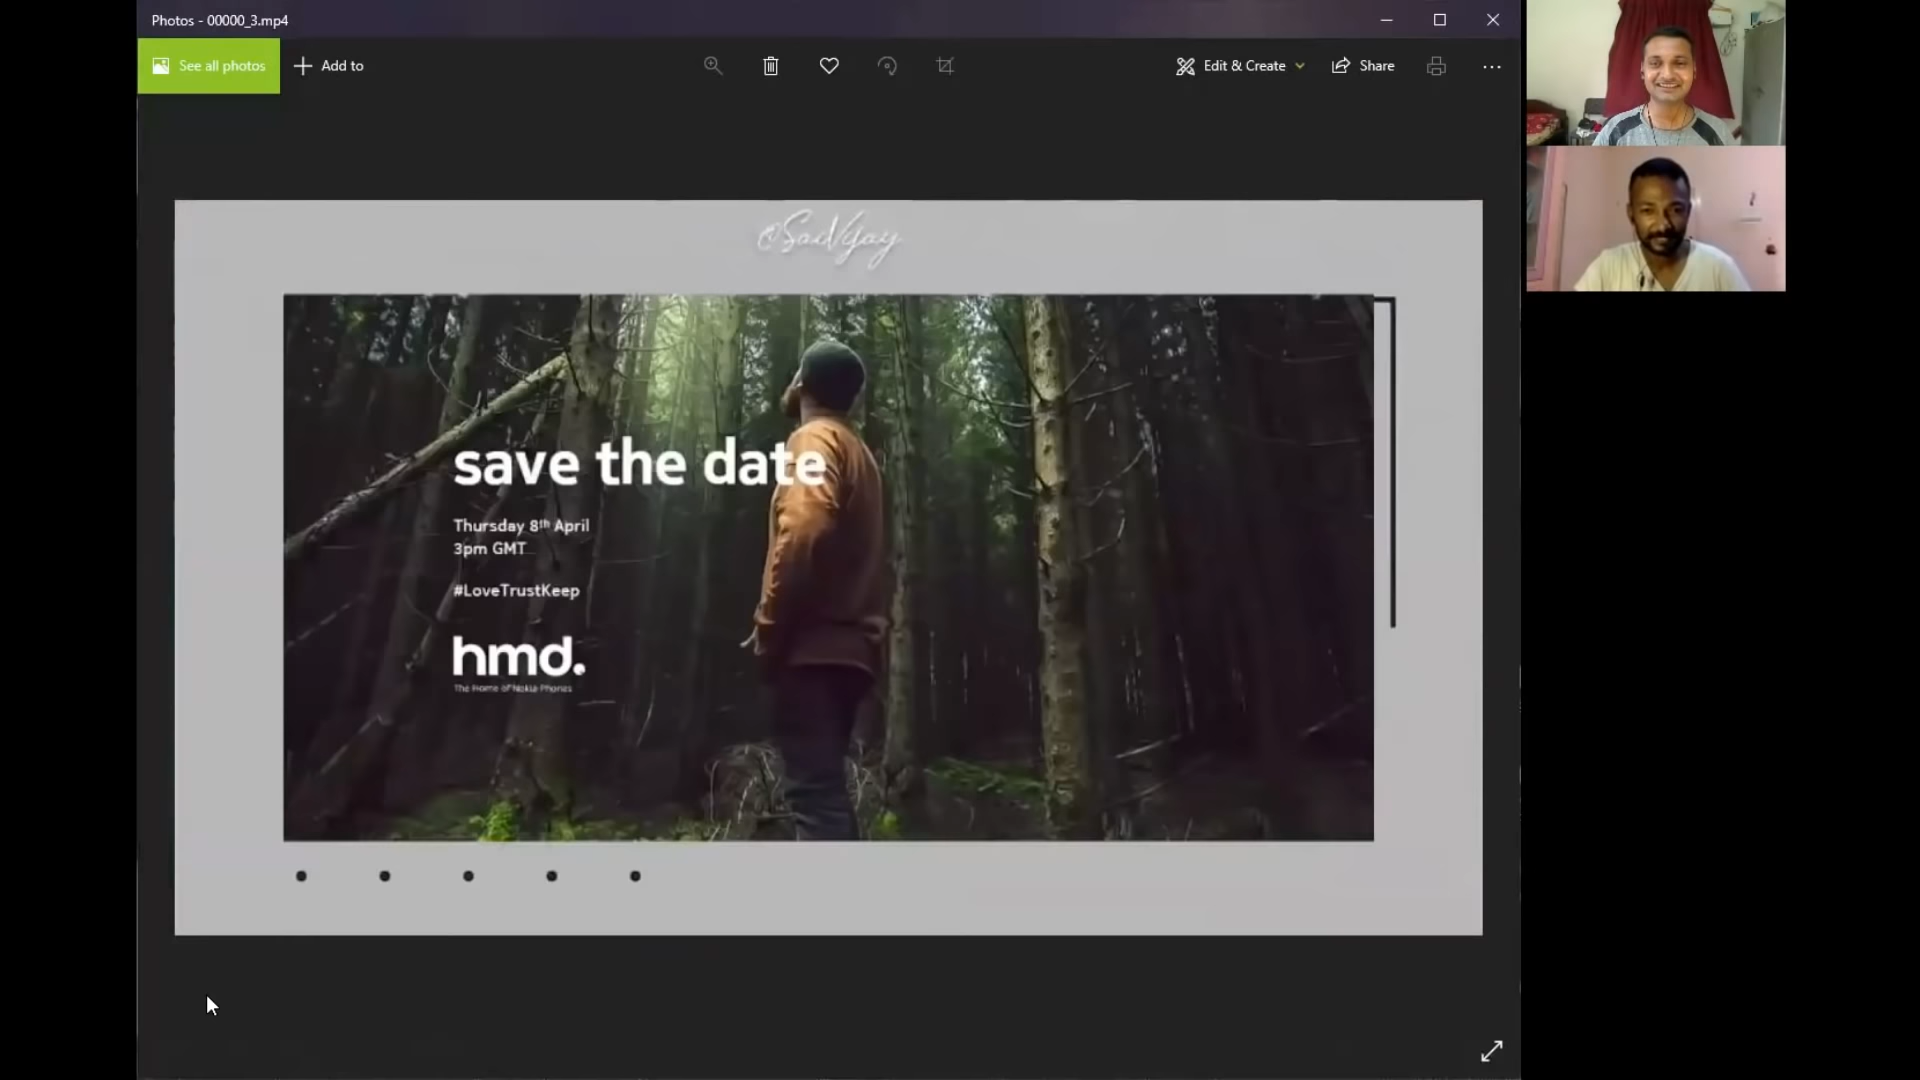 Photos - 00000_3.mp4
See all photos
Add to
Edit & Create
Share
@SaiVijay
save the date
Thursday 8th April
3pm GMT
#LoveTrustKeep
hmd.
The Home of Nokia Phones